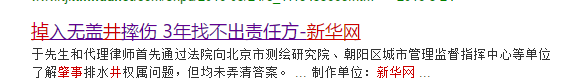 掉入无盖井摔伤 3年找不出责任方-新华网
于先生和代理律师首先通过法院向北京市测绘研究院、朝阳区城市管理监督指挥中心等单位
了解肇事排水井权属问题，但均未弄清答案。 ... 制作单位：新华网 ...